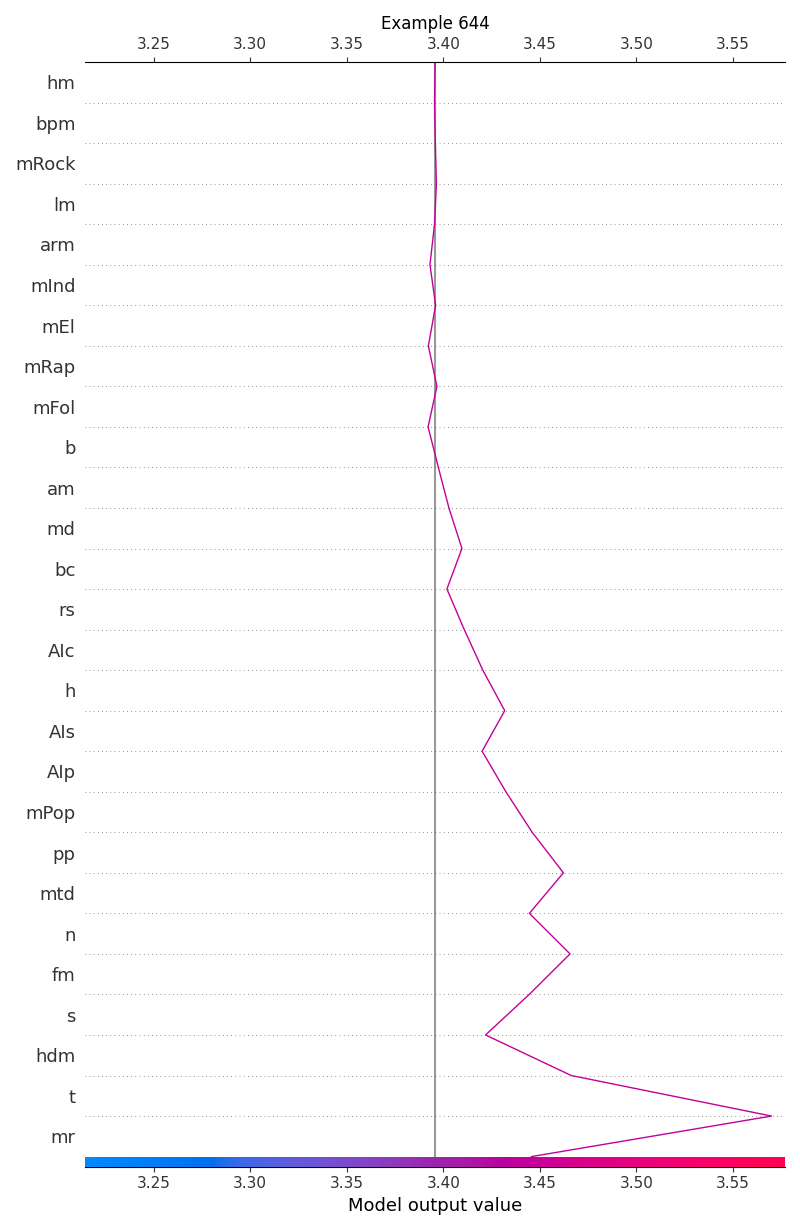 Example 644
3.25 3.30 3.35 3.40 3.45 3.50 3.55
hm
bpm
mRock
lm
arm
mInd
mEl
mRap
mFol
b
am
md
bc
rs
AIc
h
AIs
AIp
mPop
pp
mtd
n
fm
s
hdm
t
mr
3.25 3.30 3.35 3.40 3.45 3.50 3.55
Model output value